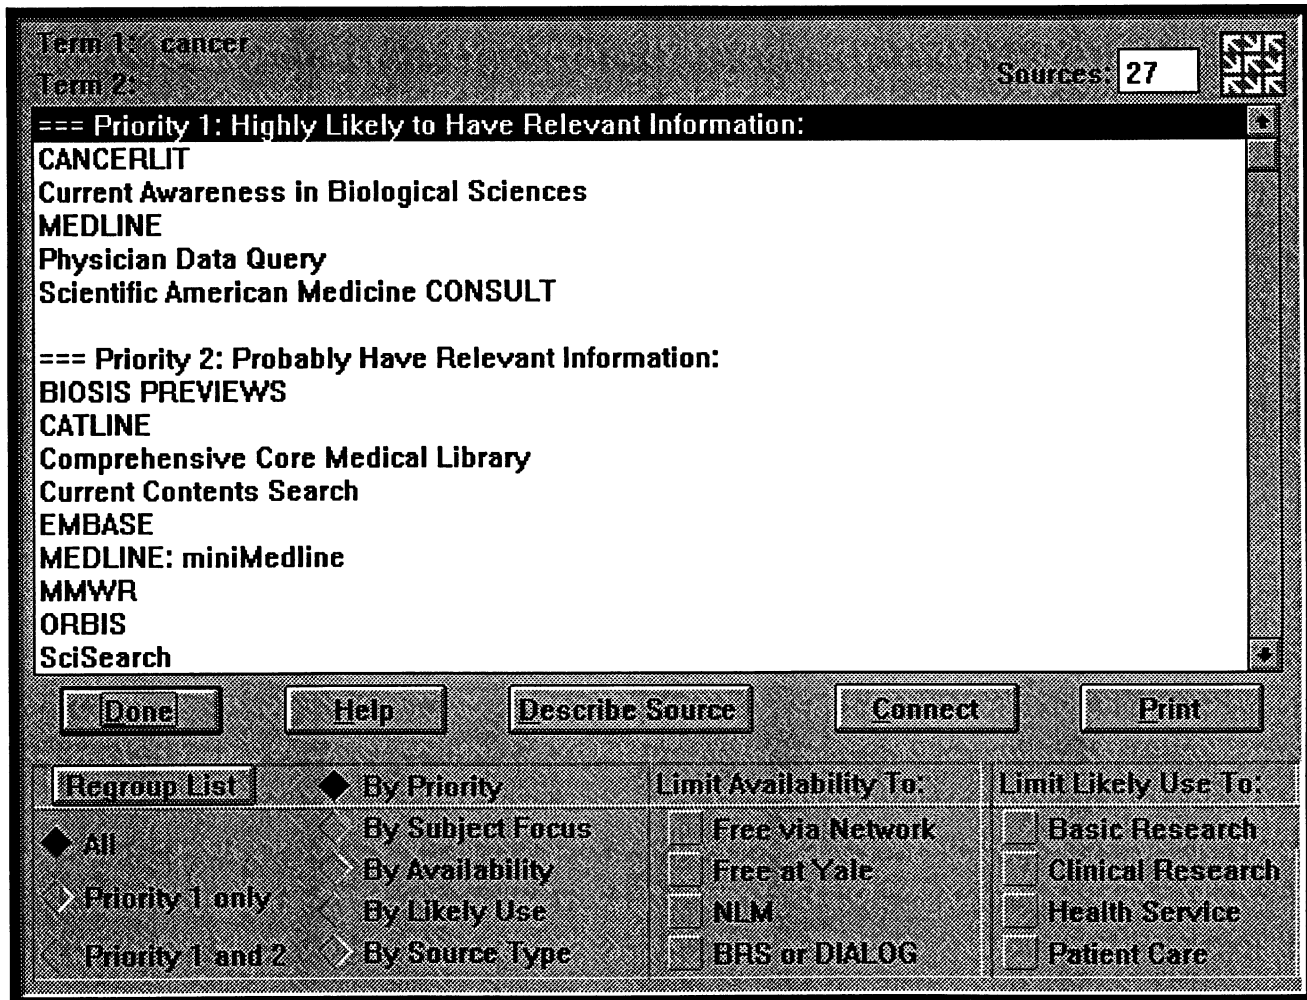 Term 1: cancer
Term 2:
Sources: 27
=== Priority 1: Highly Likely to Have Relevant Information:
CANCERLIT
Current Awareness in Biological Sciences
MEDLINE
Physician Data Query
Scientific American Medicine CONSULT
=== Priority 2: Probably Have Relevant Information:
BIOSIS PREVIEWS
CATLINE
Comprehensive Core Medical Library
Current Contents Search
EMBASE
MEDLINE: miniMedline
MMWR
ORBIS
SciSearch
Done Help Describe Source Connect Print
Regroup List
All
Priority 1 only
Priority 1 and 2
By Priority
By Subject Focus
By Availability
By Likely Use
By Source Type
Limit Availability To:
Free via Network
Free at Yale
NLM
BRS or DIALOG
Limit Likely Use To:
Basic Research
Clinical Research
Health Service
Patient Care